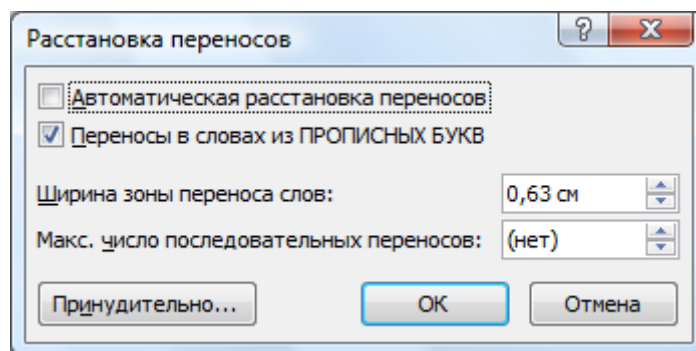 Расстановка переносов
Автоматическая расстановка переносов
Переносы в словах из ПРОПИСНЫХ БУКВ
Ширина зоны переноса слов: 0,63 см
Макс. число последовательных переносов: (нет)
Принудительно... ОК Отмена